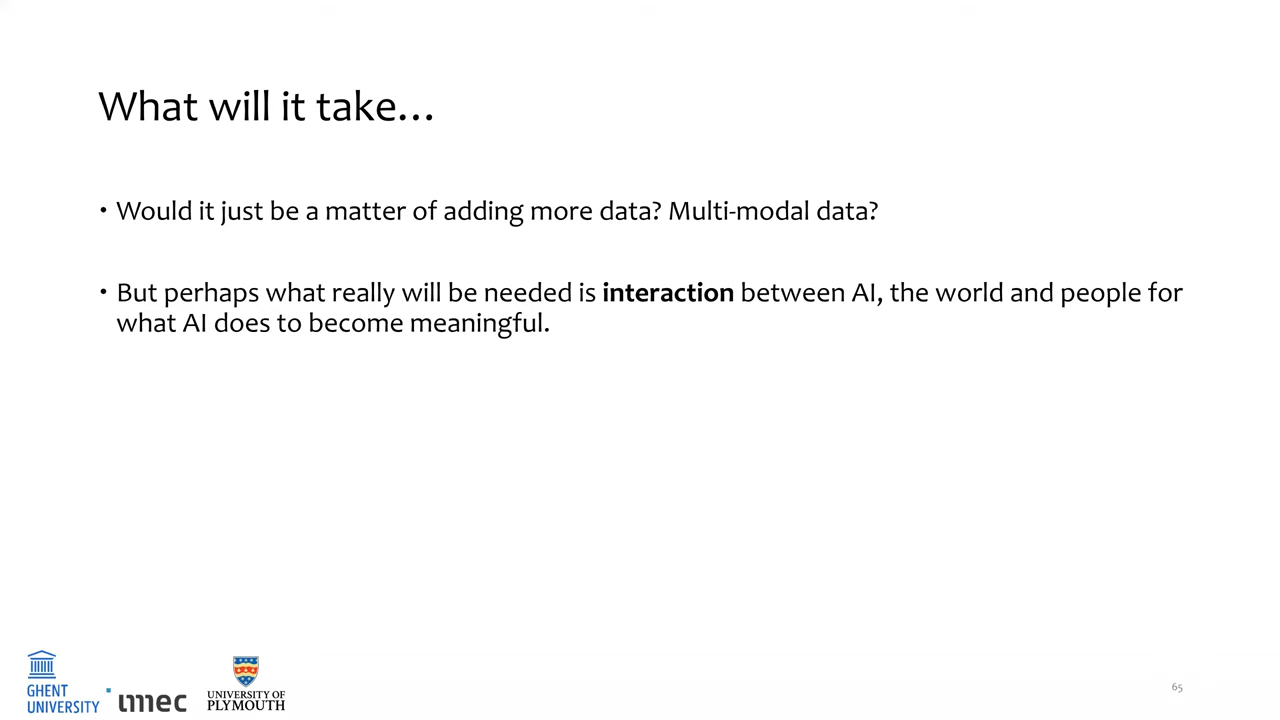 What will it take…
• Would it just be a matter of adding more data? Multi-modal data?
• But perhaps what really will be needed is interaction between AI, the world and people for
what AI does to become meaningful.
GHENT
UNIVERSITY
imec
UNIVERSITY OF
PLYMOUTH
65